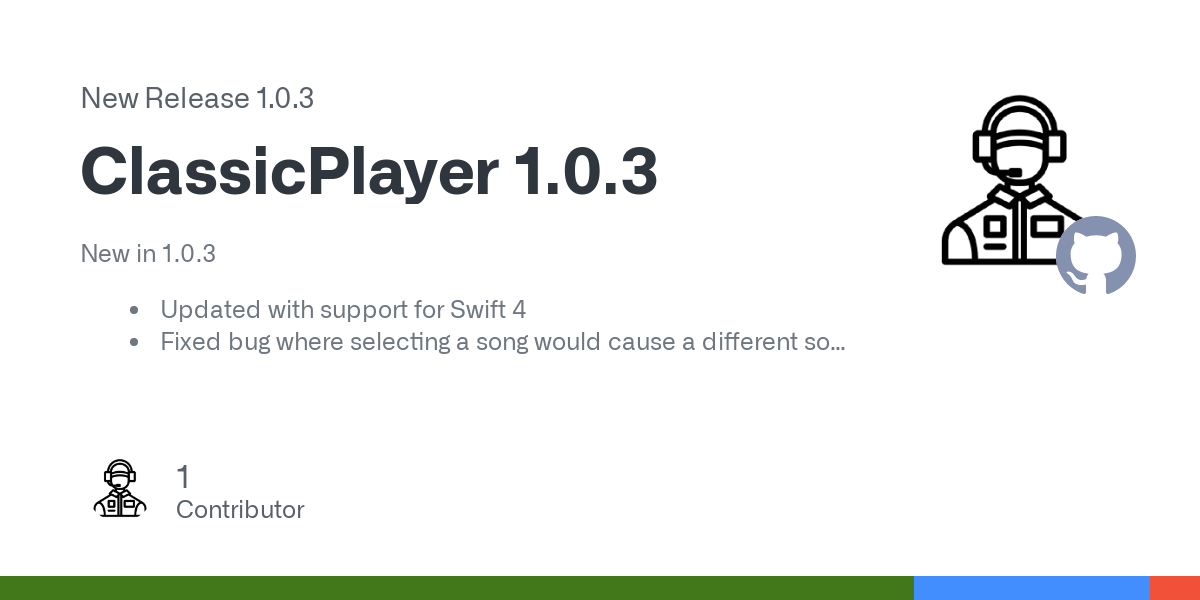 New Release 1.0.3
ClassicPlayer 1.0.3
New in 1.0.3
• Updated with support for Swift 4
• Fixed bug where selecting a song would cause a different so...
1
Contributor